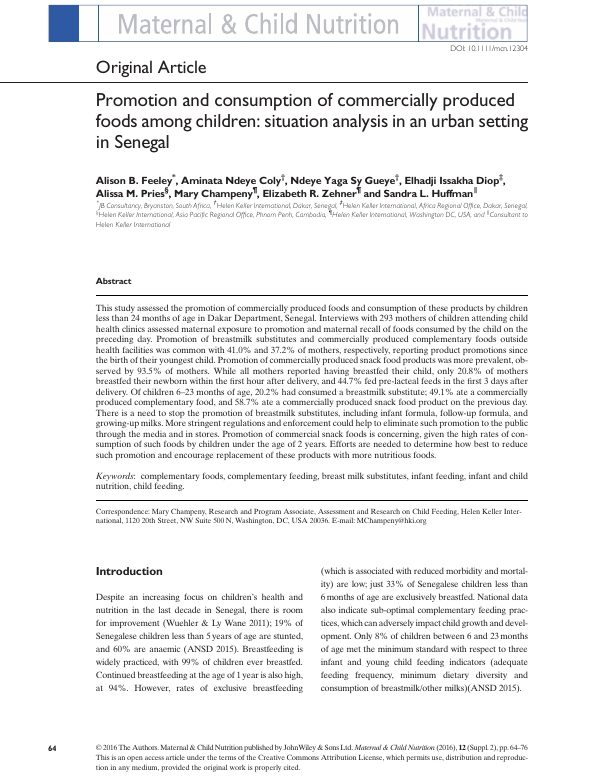 Maternal & Child Nutrition
Maternal & Child
Maternal & Child Nut
Nutrition
DOI: 10.1111/mcn.12304
Original Article
Promotion and consumption of commercially produced
foods among children: situation analysis in an urban setting
in Senegal
Alison B. Feeley*, Aminata Ndeye Coly†, Ndeye Yaga Sy Gueye†, Elhadji Issakha Diop‡,
Alissa M. Pries§, Mary Champeny¶, Elizabeth R. Zehner¶ and Sandra L. Huffman‖
*JB Consultancy, Bryanston, South Africa, †Helen Keller International, Dakar, Senegal, ‡Helen Keller International, Africa Regional Office, Dakar, Senegal,
§Helen Keller International, Asia Pacific Regional Office, Phnom Penh, Cambodia, ¶Helen Keller International, Washington DC, USA, and ‖Consultant to
Helen Keller International
Abstract
This study assessed the promotion of commercially produced foods and consumption of these products by children
less than 24 months of age in Dakar Department, Senegal. Interviews with 293 mothers of children attending child
health clinics assessed maternal exposure to promotion and maternal recall of foods consumed by the child on the
preceding day. Promotion of breastmilk substitutes and commercially produced complementary foods outside
health facilities was common with 41.0% and 37.2% of mothers, respectively, reporting product promotions since
the birth of their youngest child. Promotion of commercially produced snack food products was more prevalent, ob-
served by 93.5% of mothers. While all mothers reported having breastfed their child, only 20.8% of mothers
breastfed their newborn within the first hour after delivery, and 44.7% fed pre-lacteal feeds in the first 3 days after
delivery. Of children 6–23 months of age, 20.2% had consumed a breastmilk substitute; 49.1% ate a commercially
produced complementary food, and 58.7% ate a commercially produced snack food product on the previous day.
There is a need to stop the promotion of breastmilk substitutes, including infant formula, follow-up formula, and
growing-up milks. More stringent regulations and enforcement could help to eliminate such promotion to the public
through the media and in stores. Promotion of commercial snack foods is concerning, given the high rates of con-
sumption of such foods by children under the age of 2 years. Efforts are needed to determine how best to reduce
such promotion and encourage replacement of these products with more nutritious foods.
Keywords: complementary foods, complementary feeding, breast milk substitutes, infant feeding, infant and child
nutrition, child feeding.
Correspondence: Mary Champeny, Research and Program Associate, Assessment and Research on Child Feeding, Helen Keller Inter-
national, 1120 20th Street, NW Suite 500 N, Washington, DC, USA 20036. E-mail: MChampeny@hki.org
Introduction
Despite an increasing focus on children's health and
nutrition in the last decade in Senegal, there is room
for improvement (Wuehler & Ly Wane 2011); 19% of
Senegalese children less than 5 years of age are stunted,
and 60% are anaemic (ANSD 2015). Breastfeeding is
widely practiced, with 99% of children ever breastfed.
Continued breastfeeding at the age of 1 year is also high,
at 94%. However, rates of exclusive breastfeeding
(which is associated with reduced morbidity and mortal-
ity) are low; just 33% of Senegalese children less than
6 months of age are exclusively breastfed. National data
also indicate sub-optimal complementary feeding prac-
tices, which can adversely impact child growth and devel-
opment. Only 8% of children between 6 and 23 months
of age met the minimum standard with respect to three
infant and young child feeding indicators (adequate
feeding frequency, minimum dietary diversity and
consumption of breastmilk/other milks)(ANSD 2015).
64
© 2016 The Authors. Maternal & Child Nutrition published by John Wiley & Sons Ltd. Maternal & Child Nutrition (2016), 12 (Suppl. 2), pp. 64–76
This is an open access article under the terms of the Creative Commons Attribution License, which permits use, distribution and reproduc-
tion in any medium, provided the original work is properly cited.